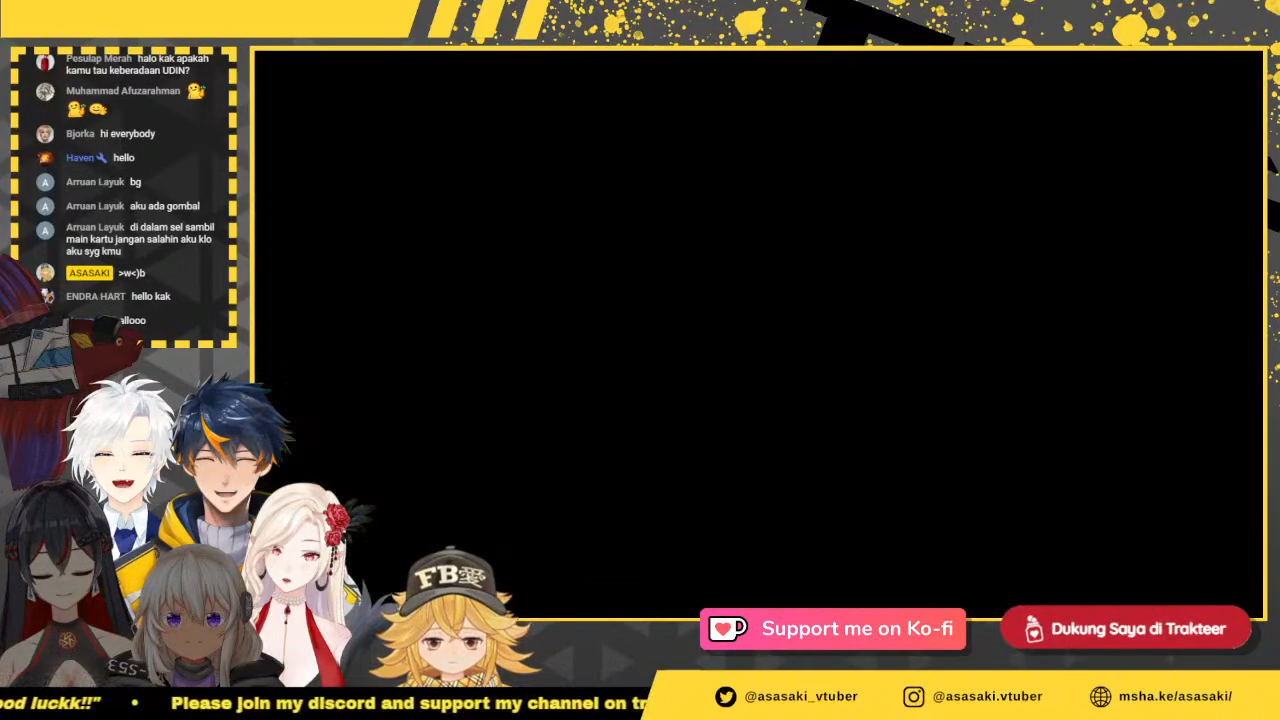 Pesulap Merah halo kak apakah
kamu tau keberadaan UDIN?
Muhammad Afuzarahman
Bjorka hi everybody
Haven hello
A Arruan Layuk bg
A Arruan Layuk aku ada gombal
A Arruan Layuk di dalam sel sambil
main kartu jangan salahin aku klo
aku syg kmu
ASASAKI >w<)b
ENDRA HART hello kak
allooo
FB愛
Support me on Ko-fi
Dukung Saya di Trakteer
ood luckk!!” • Please join my discord and support my channel on tr
@asasaki_vtuber
@asasaki.vtuber
msha.ke/asasaki/